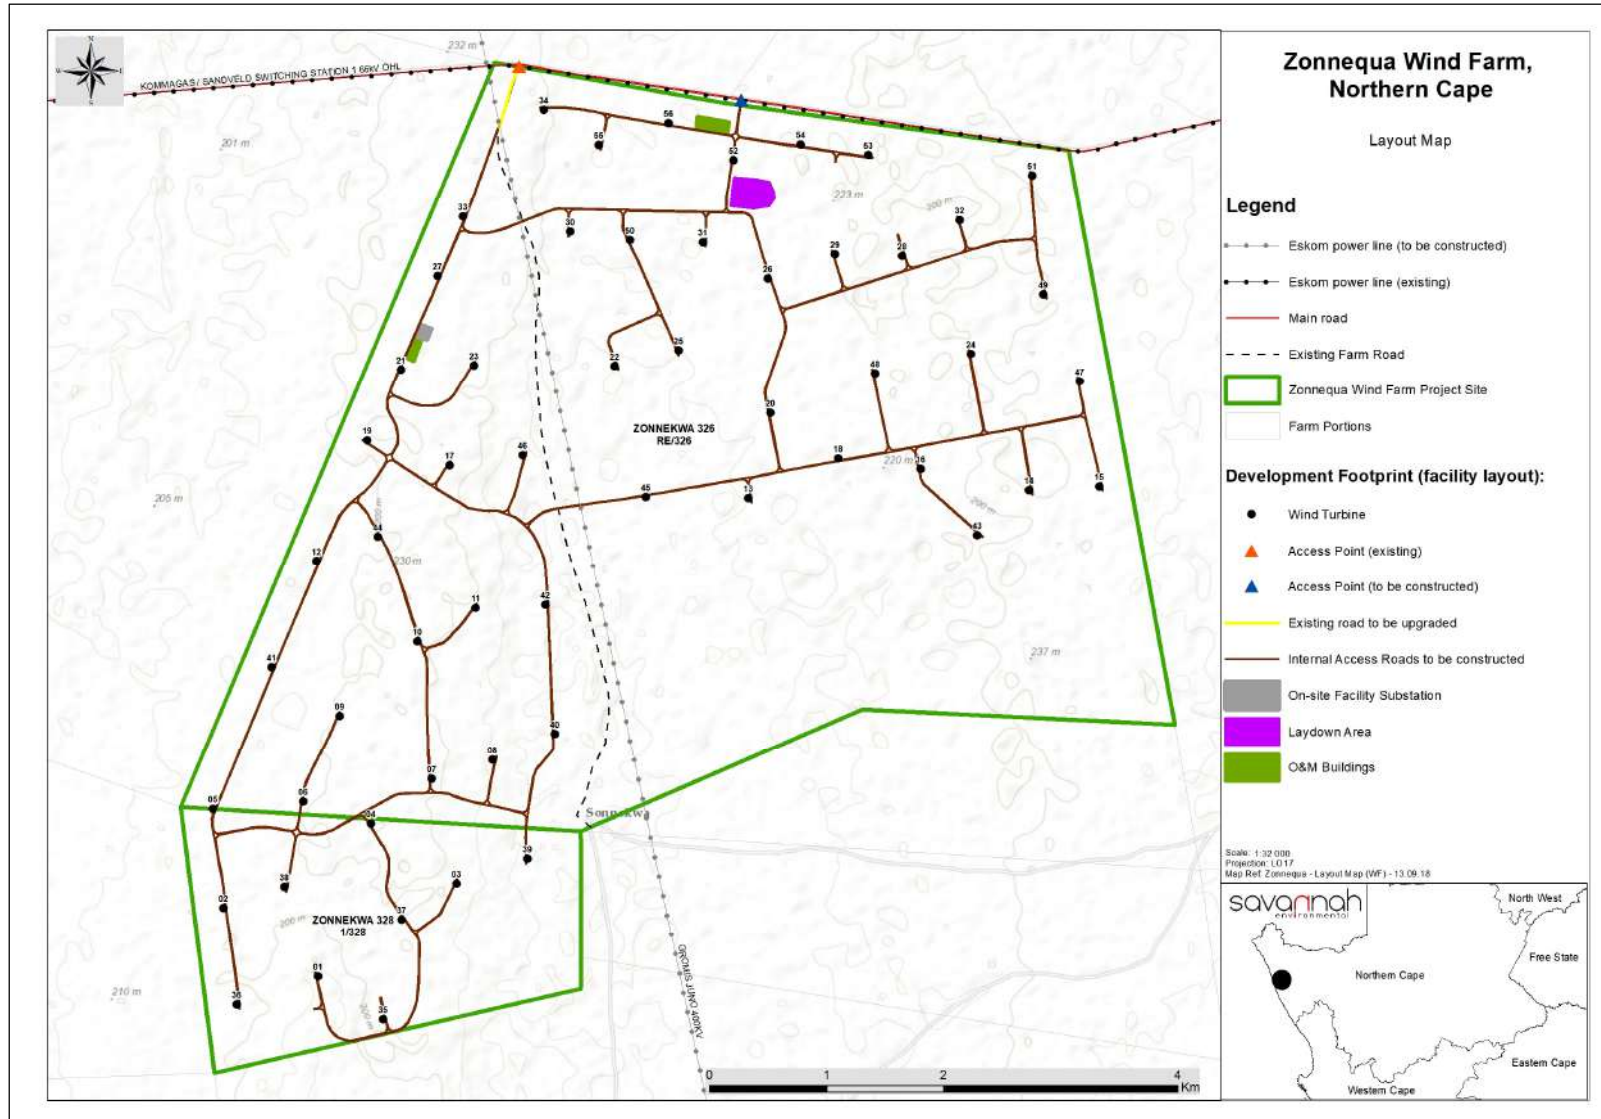 Zonnequa Wind Farm,
Northern Cape
Layout Map
Legend
Eskom power line (to be constructed)
Eskom power line (existing)
Main road
Existing Farm Road
Zonnequa Wind Farm Project Site
Farm Portions
Development Footprint (facility layout):
Wind Turbine
Access Point (existing)
Access Point (to be constructed)
Existing road to be upgraded
Internal Access Roads to be constructed
On-site Facility Substation
Laydown Area
O&M Buildings
Scale: 1:32 000
Projection: LO17
Map Ref: Zonnequa - Layout Map (WF) - 13.09.18
savannah
environmental
North West
Free State
Northern Cape
Eastern Cape
Western Cape
N
W
E
S
KOMMAGAS / SANDVELD SWITCHING STATION 1 66kV OHL
232 m
201 m
34
56
55
54
53
52
51
223 m
200 m
32
33
30
50
31
29
28
27
26
49
21
23
22
25
24
48
47
20
19
17
46
ZONNEKWA 326
RE/326
18
220 m
16
14
15
45
13
205 m
200 m
43
44
12
230 m
11
10
42
41
237 m
09
40
08
07
06
05
04
39
38
03
02
37
200 m
ZONNEKWA 328
1/328
01
36
35
210 m
GROMIS JUNO 400kV
0
1
2
4
Km